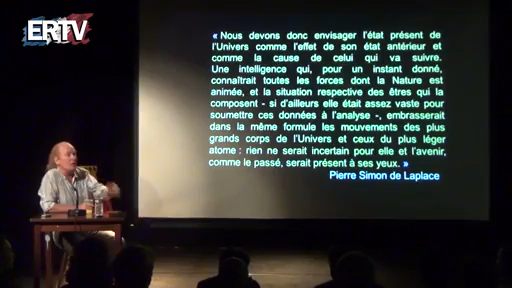 ERTV
« Nous devons donc envisager l'état présent de
l'Univers comme l'effet de son état antérieur et
comme la cause de celui qui va suivre.
Une intelligence qui, pour un instant donné,
connaîtrait toutes les forces dont la Nature est
animée, et la situation respective des êtres qui la
composent - si d'ailleurs elle était assez vaste pour
soumettre ces données à l'analyse -, embrasserait
dans la même formule les mouvements des plus
grands corps de l'Univers et ceux du plus léger
atome : rien ne serait incertain pour elle et l'avenir,
comme le passé, serait présent à ses yeux. »
Pierre Simon de Laplace